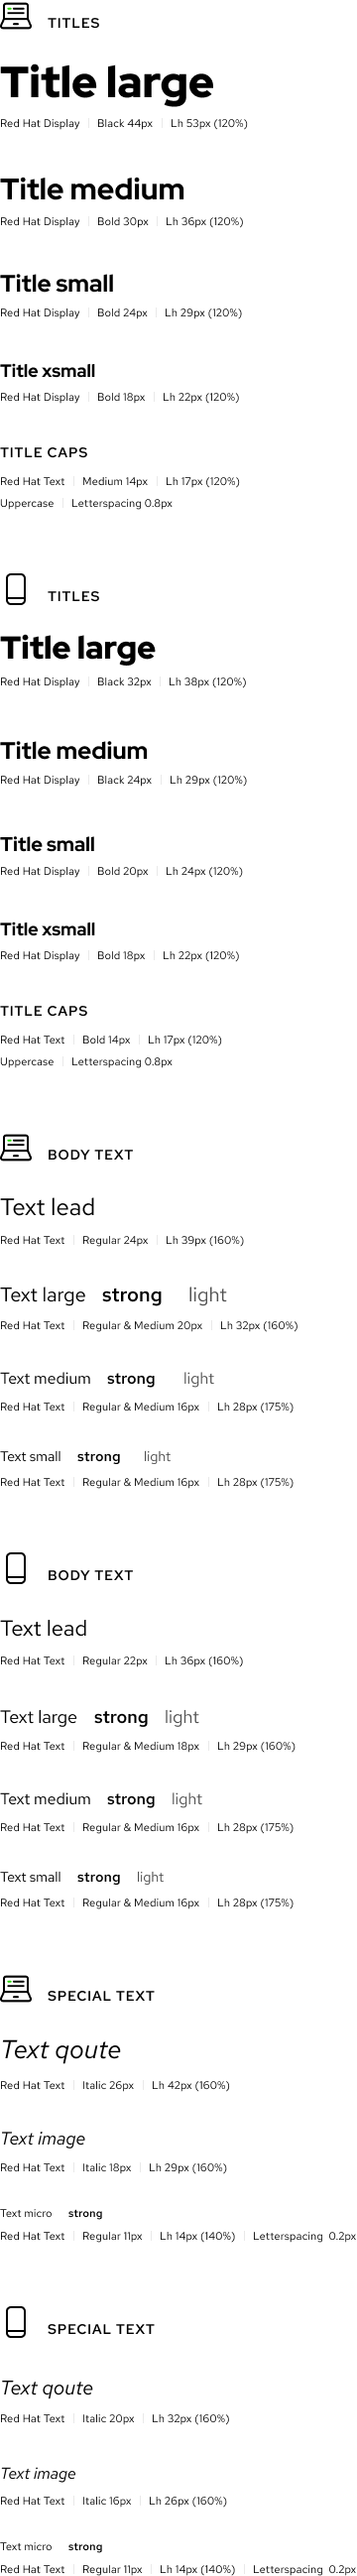 TITLES
Title large
Red Hat Display | Black 44px | Lh 53px (120%)
Title medium
Red Hat Display | Bold 30px | Lh 36px (120%)
Title small
Red Hat Display | Bold 24px | Lh 29px (120%)
Title xsmall
Red Hat Display | Bold 18px | Lh 22px (120%)
TITLE CAPS
Red Hat Text | Medium 14px | Lh 17px (120%)
Uppercase | Letterspacing 0.8px
TITLES
Title large
Red Hat Display | Black 32px | Lh 38px (120%)
Title medium
Red Hat Display | Black 24px | Lh 29px (120%)
Title small
Red Hat Display | Bold 20px | Lh 24px (120%)
Title xsmall
Red Hat Display | Bold 18px | Lh 22px (120%)
TITLE CAPS
Red Hat Text | Bold 14px | Lh 17px (120%)
Uppercase | Letterspacing 0.8px
BODY TEXT
Text lead
Red Hat Text | Regular 24px | Lh 39px (160%)
Text large strong light
Red Hat Text | Regular & Medium 20px | Lh 32px (160%)
Text medium strong light
Red Hat Text | Regular & Medium 16px | Lh 28px (175%)
Text small strong light
Red Hat Text | Regular & Medium 16px | Lh 28px (175%)
BODY TEXT
Text lead
Red Hat Text | Regular 22px | Lh 36px (160%)
Text large strong light
Red Hat Text | Regular & Medium 18px | Lh 29px (160%)
Text medium strong light
Red Hat Text | Regular & Medium 16px | Lh 28px (175%)
Text small strong light
Red Hat Text | Regular & Medium 16px | Lh 28px (175%)
SPECIAL TEXT
Text qoute
Red Hat Text | Italic 26px | Lh 42px (160%)
Text image
Red Hat Text | Italic 18px | Lh 29px (160%)
Text micro strong
Red Hat Text | Regular 11px | Lh 14px (140%) | Letterspacing 0.2px
SPECIAL TEXT
Text qoute
Red Hat Text | Italic 20px | Lh 32px (160%)
Text image
Red Hat Text | Italic 16px | Lh 26px (160%)
Text micro strong
Red Hat Text | Regular 11px | Lh 14px (140%) | Letterspacing 0.2px